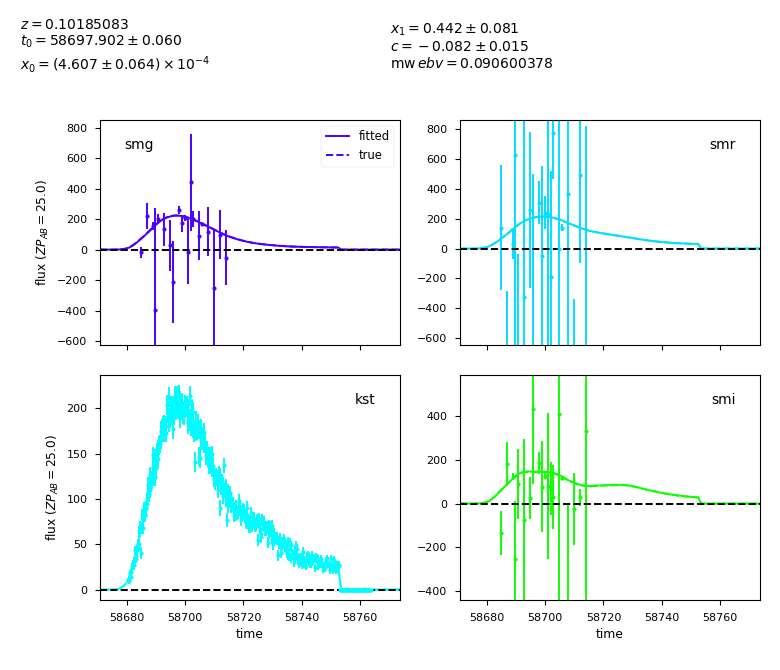 z = 0.10185083
t₀ = 58697.902 ± 0.060
x₀ = (4.607 ± 0.064) × 10⁻⁴
x₁ = 0.442 ± 0.081
c = −0.082 ± 0.015
mw ebv = 0.090600378
smg
fitted
true
800
600
400
200
0
−200
−400
−600
flux (ZP_AB = 25.0)
smr
800
600
400
200
0
−200
−400
−600
kst
200
150
100
50
0
flux (ZP_AB = 25.0)
58680 58700 58720 58740 58760
time
smi
400
200
0
−200
−400
58680 58700 58720 58740 58760
time